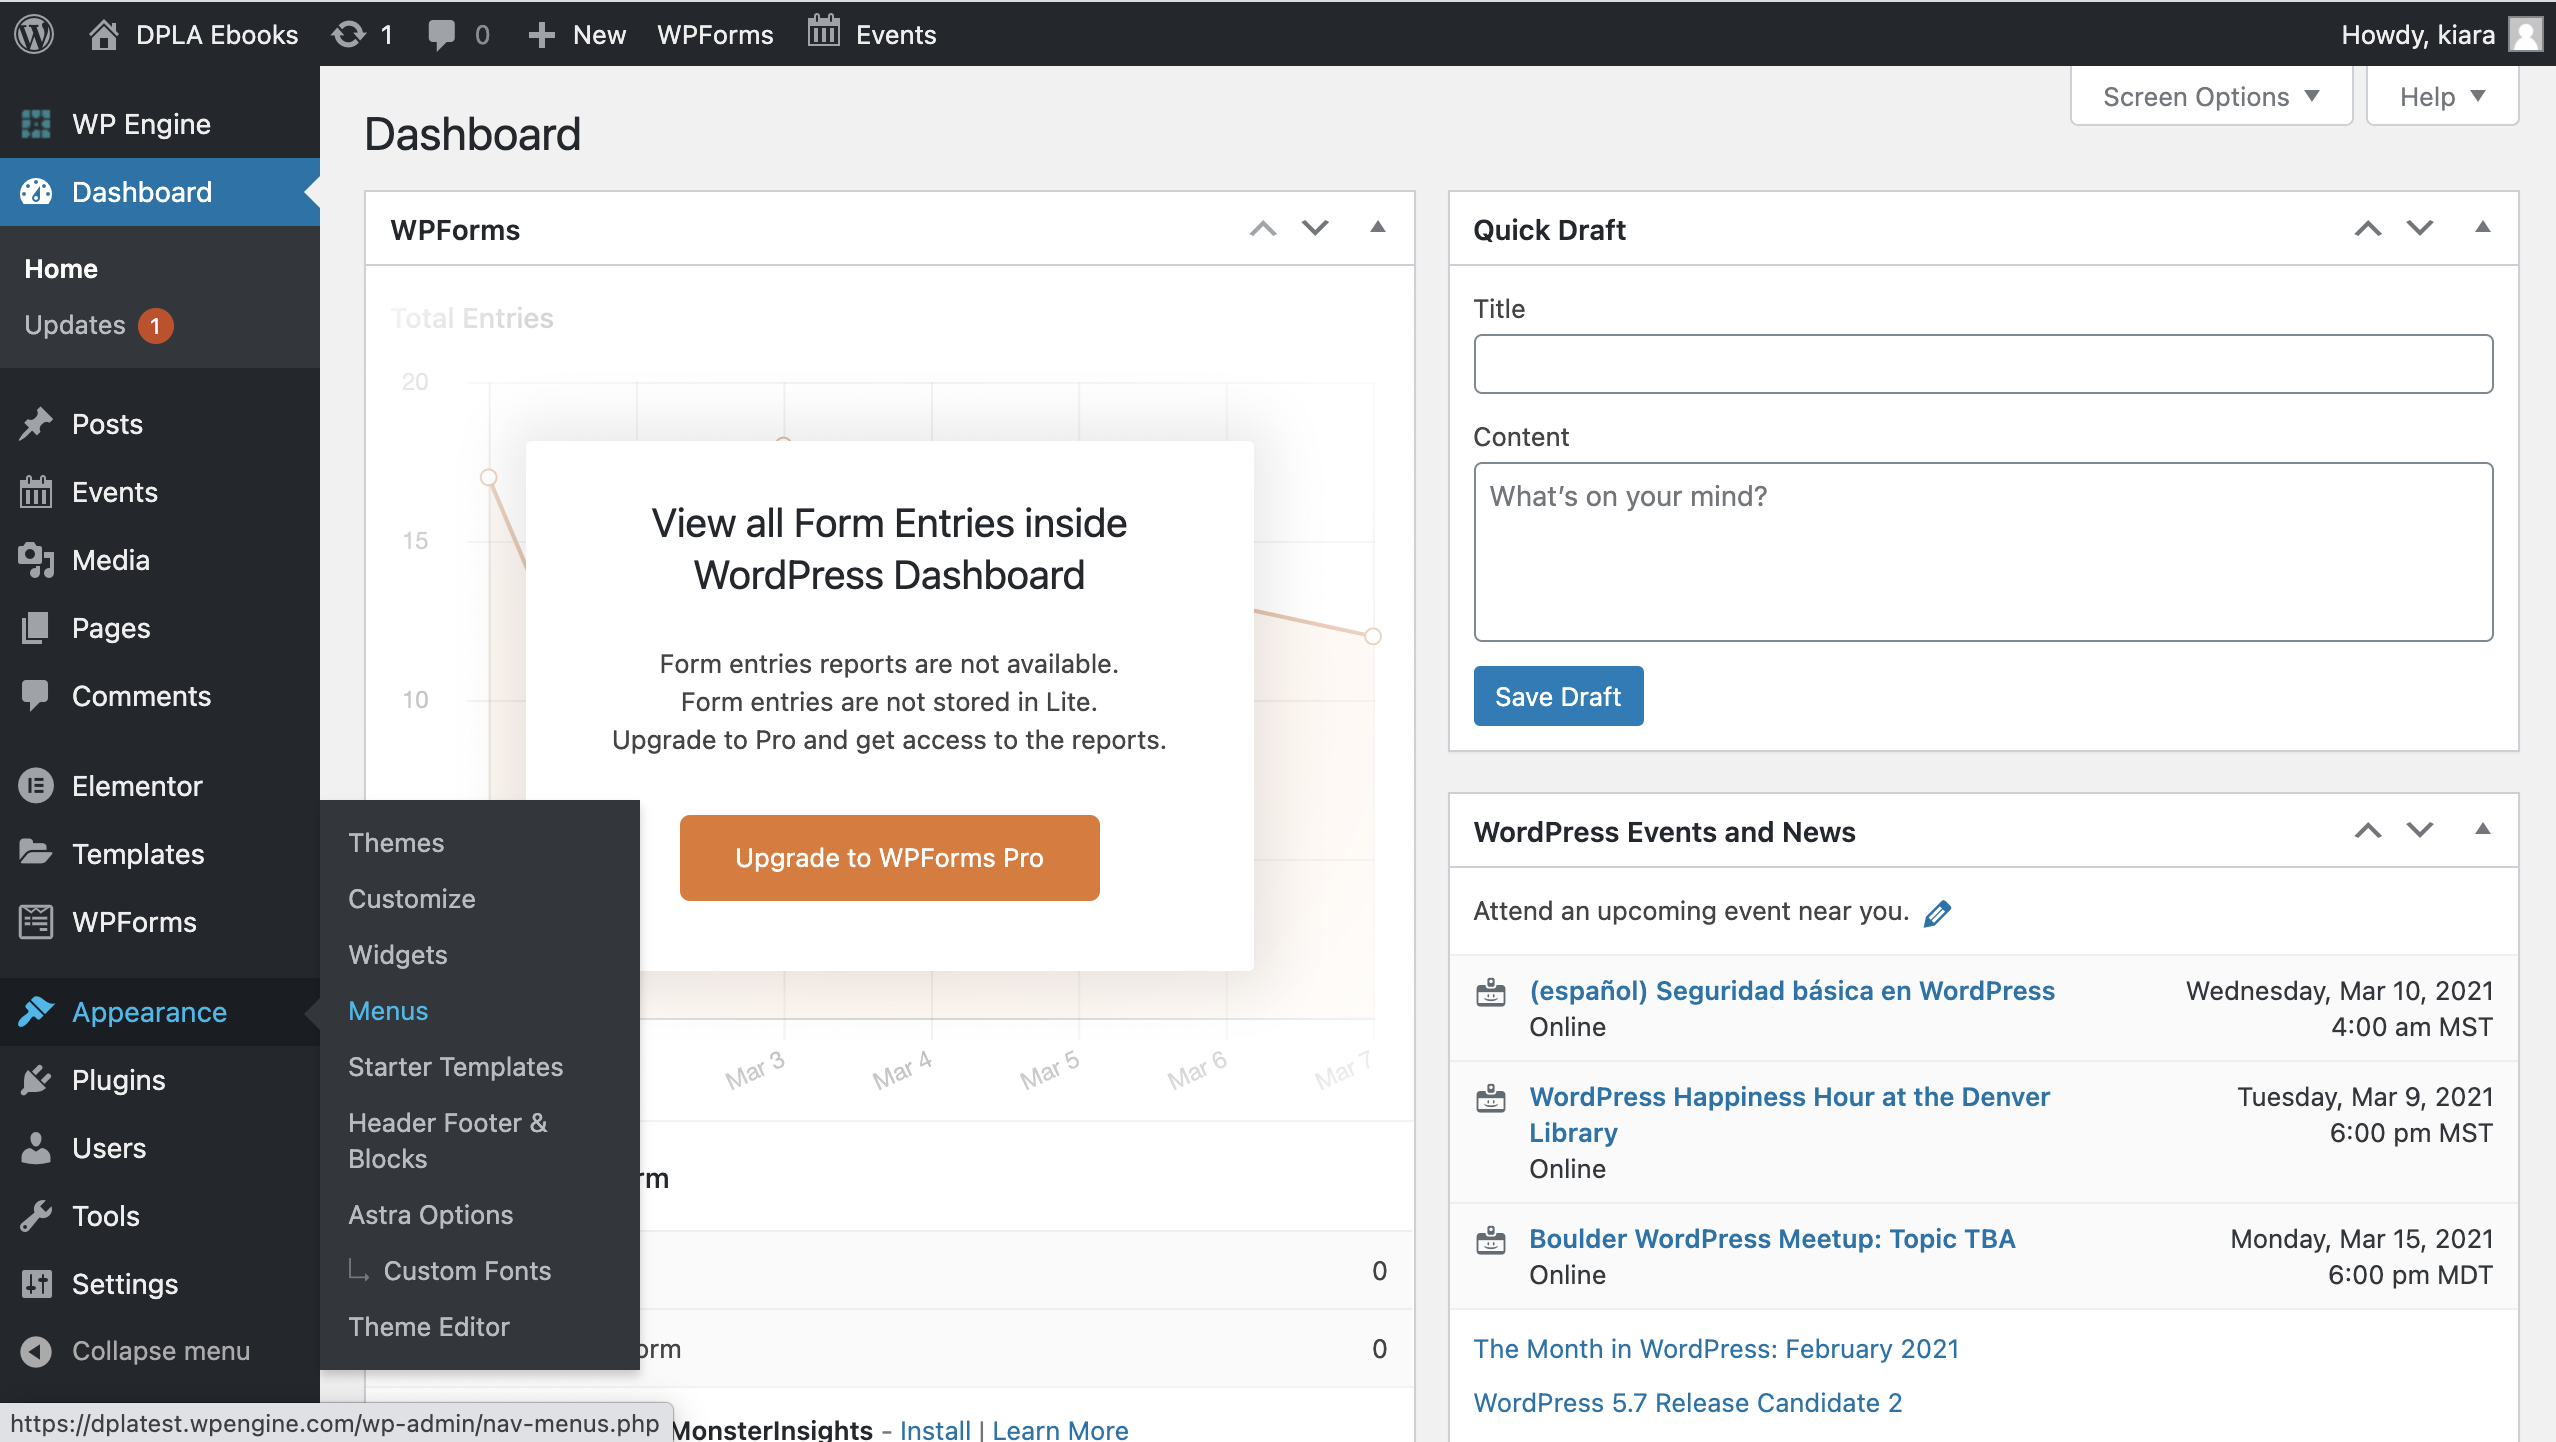 DPLA Ebooks 1 0 New WPForms Events Howdy, kiara
WP Engine
Dashboard
Home
Updates 1
Posts
Events
Media
Pages
Comments
Elementor
Templates
WPForms
Appearance
Plugins
Users
Tools
Settings
Collapse menu
Themes
Customize
Widgets
Menus
Starter Templates
Header Footer &
Blocks
Astra Options
Custom Fonts
Theme Editor
https://dplatest.wpengine.com/wp-admin/nav-menus.php
Screen Options Help
Dashboard
WPForms
Total Entries
20
15
10
View all Form Entries inside
WordPress Dashboard
Form entries reports are not available.
Form entries are not stored in Lite.
Upgrade to Pro and get access to the reports.
Upgrade to WPForms Pro
Mar 3 Mar 4 Mar 5 Mar 6 Mar 7
0
0
MonsterInsights - Install | Learn More
Quick Draft
Title
Content
What's on your mind?
Save Draft
WordPress Events and News
Attend an upcoming event near you.
(español) Seguridad básica en WordPress Wednesday, Mar 10, 2021
Online 4:00 am MST
WordPress Happiness Hour at the Denver Tuesday, Mar 9, 2021
Library 6:00 pm MST
Online
Boulder WordPress Meetup: Topic TBA Monday, Mar 15, 2021
Online 6:00 pm MDT
The Month in WordPress: February 2021
WordPress 5.7 Release Candidate 2